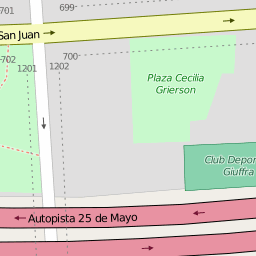 701
699
San Juan
700
702
1201
1202
Plaza Cecilia
Grierson
Club Depor
Giuffra
Autopista 25 de Mayo